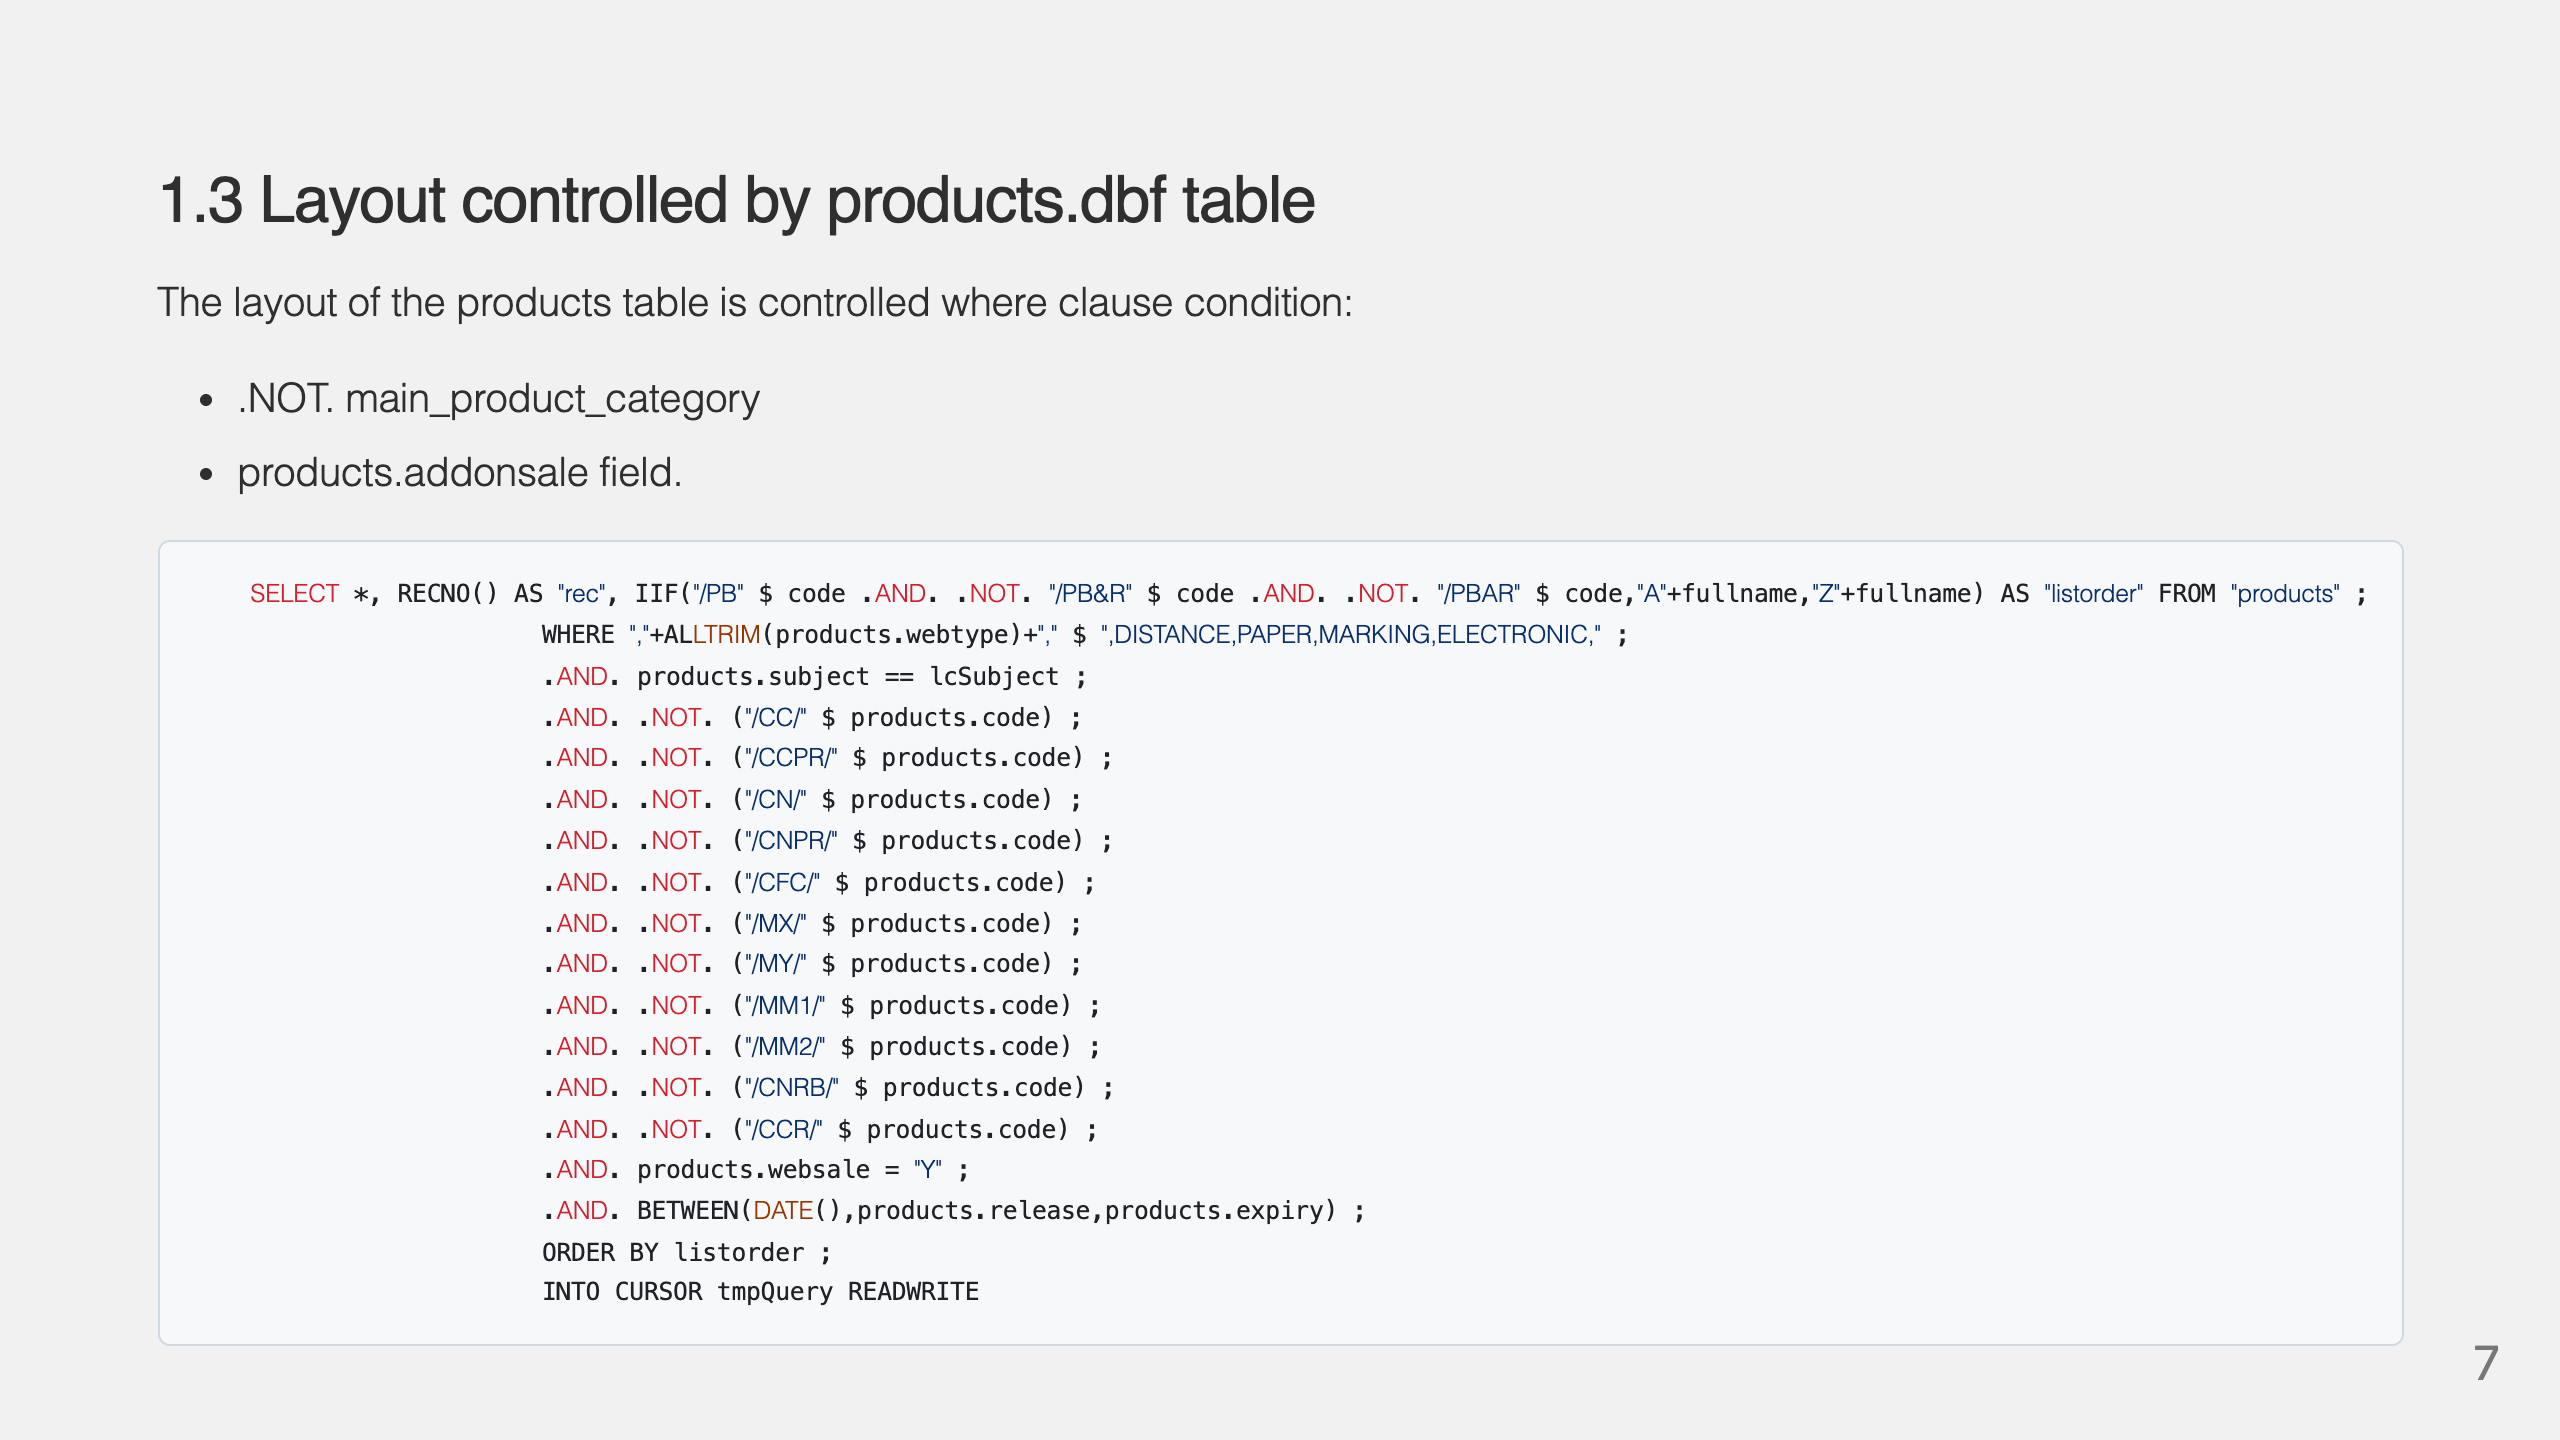 1.3 Layout controlled by products.dbf table
The layout of the products table is controlled where clause condition:
• .NOT. main_product_category
• products.addonsale field.
SELECT *, RECNO() AS "rec", IIF("/PB" $ code .AND. .NOT. "/PB&R" $ code .AND. .NOT. "/PBAR" $ code,"A"+fullname,"Z"+fullname) AS "listorder" FROM "products" ;
WHERE ","+ALLTRIM(products.webtype)+"," $ ",DISTANCE,PAPER,MARKING,ELECTRONIC," ;
.AND. products.subject == lcSubject ;
.AND. .NOT. ("/CC/" $ products.code) ;
.AND. .NOT. ("/CCPR/" $ products.code) ;
.AND. .NOT. ("/CN/" $ products.code) ;
.AND. .NOT. ("/CNPR/" $ products.code) ;
.AND. .NOT. ("/CFC/" $ products.code) ;
.AND. .NOT. ("/MX/" $ products.code) ;
.AND. .NOT. ("/MY/" $ products.code) ;
.AND. .NOT. ("/MM1/" $ products.code) ;
.AND. .NOT. ("/MM2/" $ products.code) ;
.AND. .NOT. ("/CNRB/" $ products.code) ;
.AND. .NOT. ("/CCR/" $ products.code) ;
.AND. products.websale = "Y" ;
.AND. BETWEEN(DATE(),products.release,products.expiry) ;
ORDER BY listorder ;
INTO CURSOR tmpQuery READWRITE
7